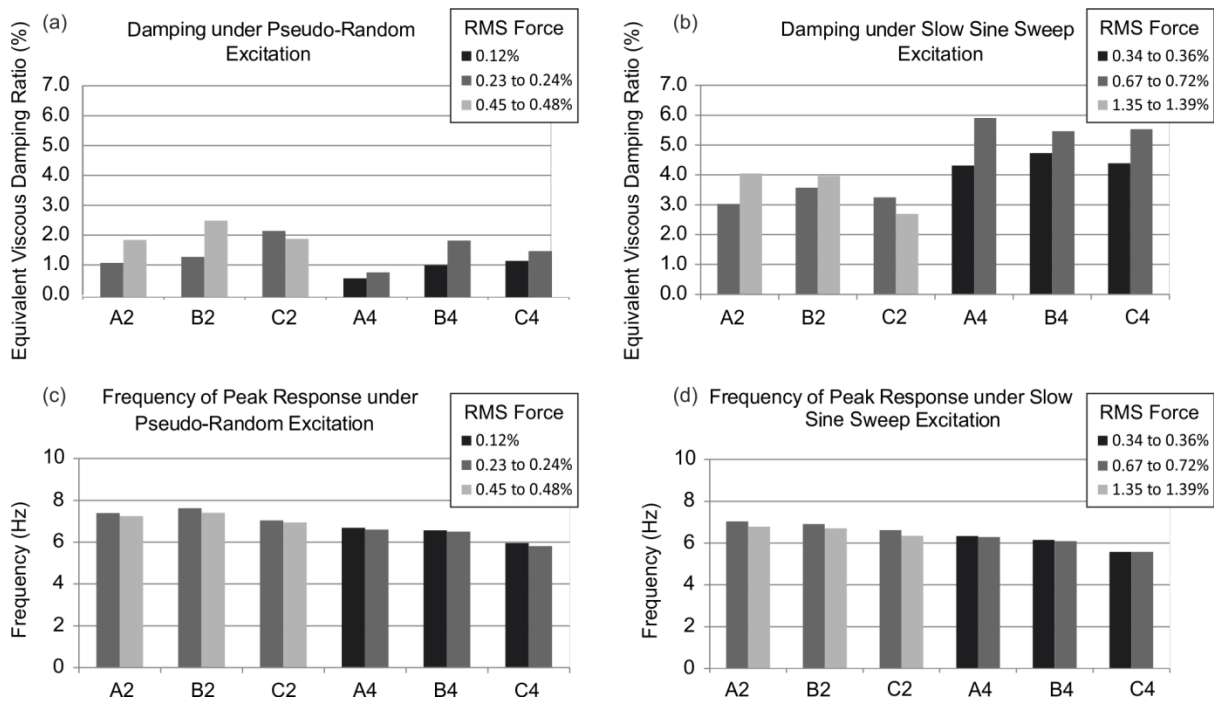 (a)
Damping under Pseudo-Random
Excitation
RMS Force
0.12%
0.23 to 0.24%
0.45 to 0.48%
Equivalent Viscous Damping Ratio (%)
7.0
6.0
5.0
4.0
3.0
2.0
1.0
0.0
A2 B2 C2 A4 B4 C4
(b)
Damping under Slow Sine Sweep
Excitation
RMS Force
0.34 to 0.36%
0.67 to 0.72%
1.35 to 1.39%
Equivalent Viscous Damping Ratio (%)
7.0
6.0
5.0
4.0
3.0
2.0
1.0
0.0
A2 B2 C2 A4 B4 C4
(c)
Frequency of Peak Response under
Pseudo-Random Excitation
RMS Force
0.12%
0.23 to 0.24%
0.45 to 0.48%
Frequency (Hz)
10
8
6
4
2
0
A2 B2 C2 A4 B4 C4
(d)
Frequency of Peak Response under Slow
Sine Sweep Excitation
RMS Force
0.34 to 0.36%
0.67 to 0.72%
1.35 to 1.39%
Frequency (Hz)
10
8
6
4
2
0
A2 B2 C2 A4 B4 C4